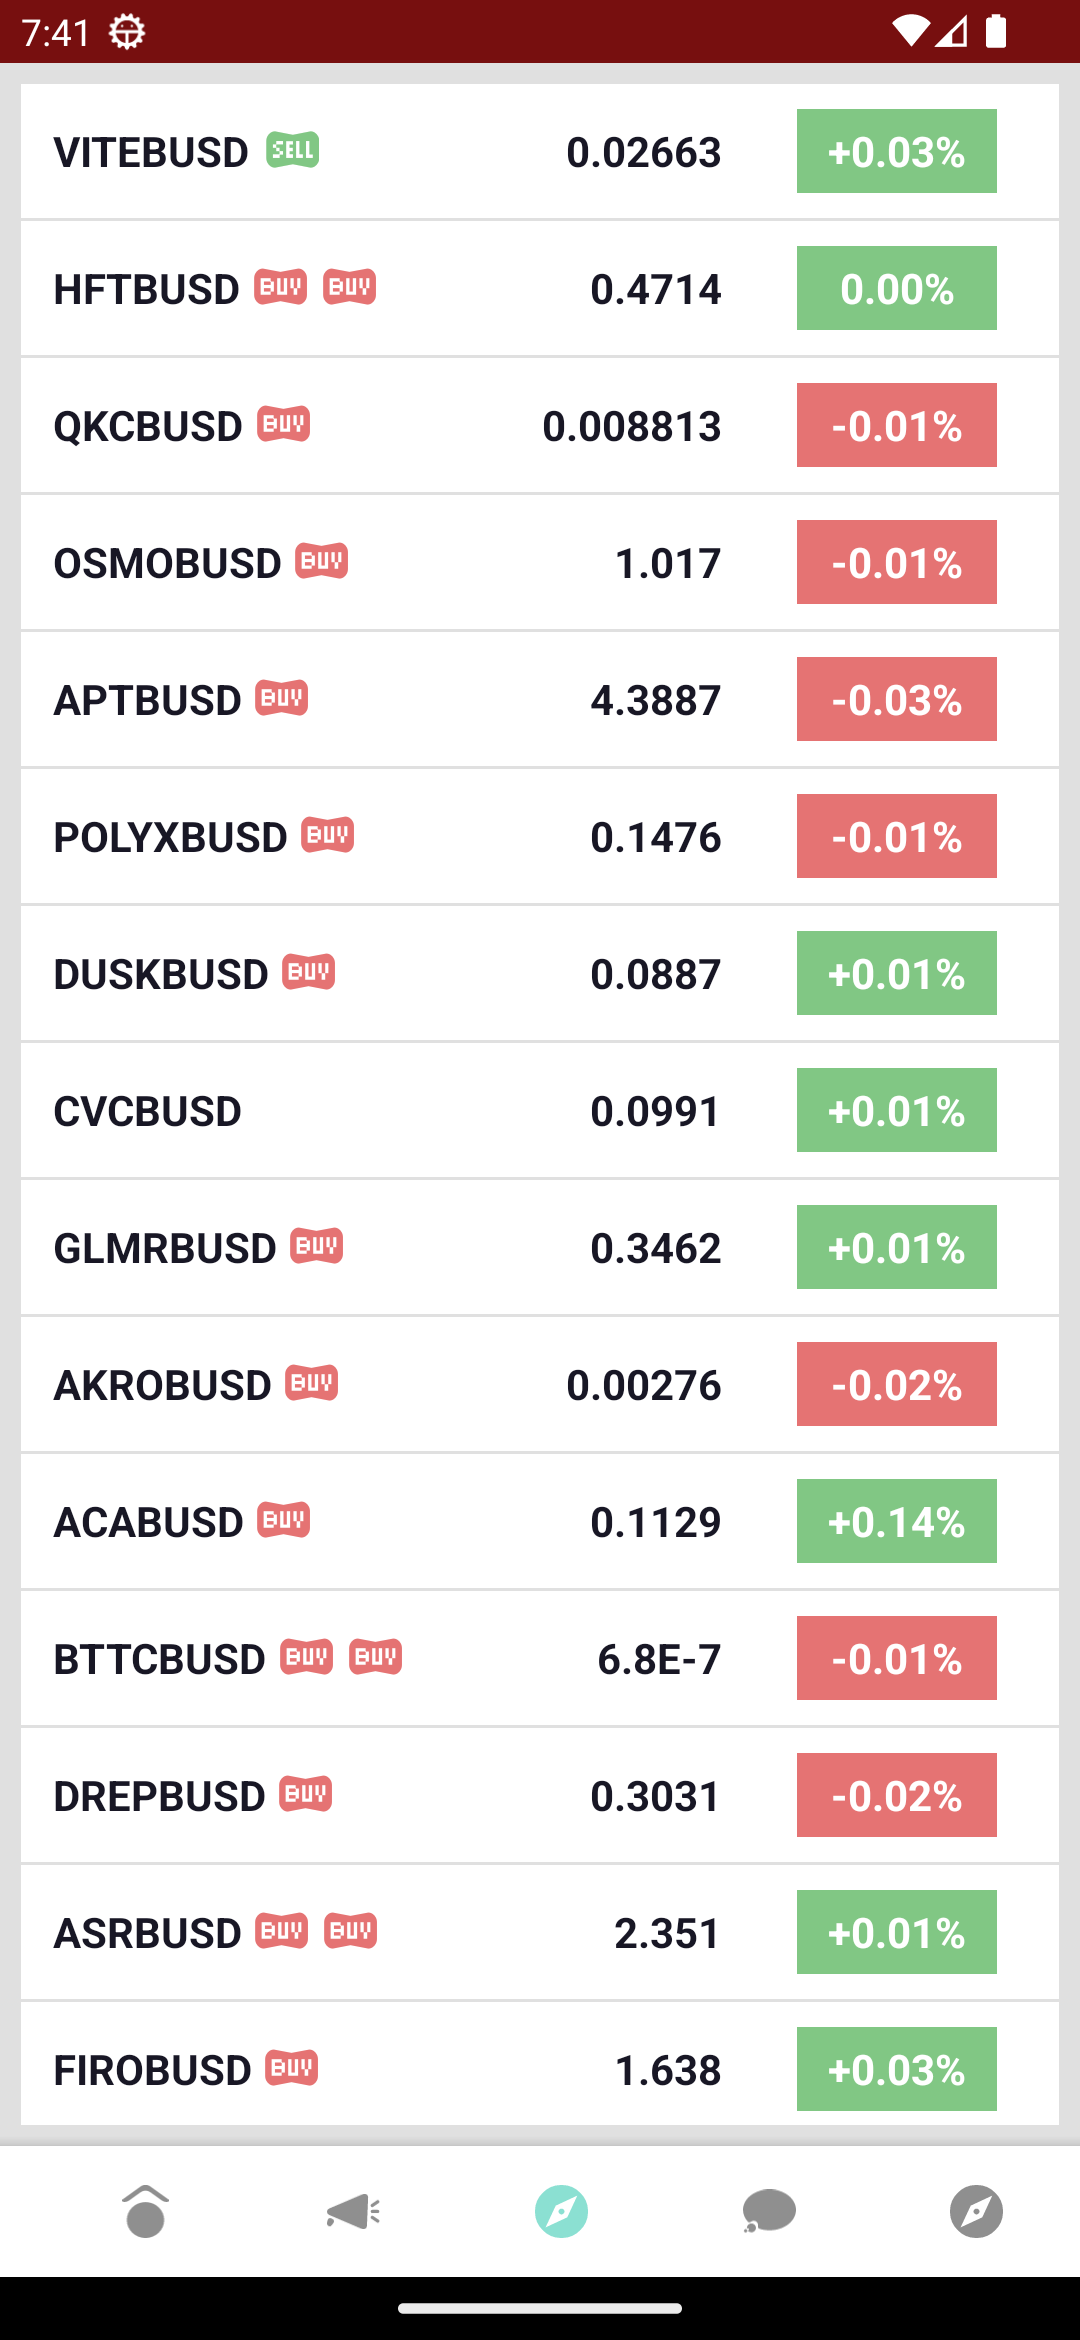 7:41
VITEBUSD SELL 0.02663 +0.03%
HFTBUSD BUY BUY 0.4714 0.00%
QKCBUSD BUY 0.008813 -0.01%
OSMOBUSD BUY 1.017 -0.01%
APTBUSD BUY 4.3887 -0.03%
POLYXBUSD BUY 0.1476 -0.01%
DUSKBUSD BUY 0.0887 +0.01%
CVCBUSD 0.0991 +0.01%
GLMRBUSD BUY 0.3462 +0.01%
AKROBUSD BUY 0.00276 -0.02%
ACABUSD BUY 0.1129 +0.14%
BTTCBUSD BUY BUY 6.8E-7 -0.01%
DREPBUSD BUY 0.3031 -0.02%
ASRBUSD BUY BUY 2.351 +0.01%
FIROBUSD BUY 1.638 +0.03%